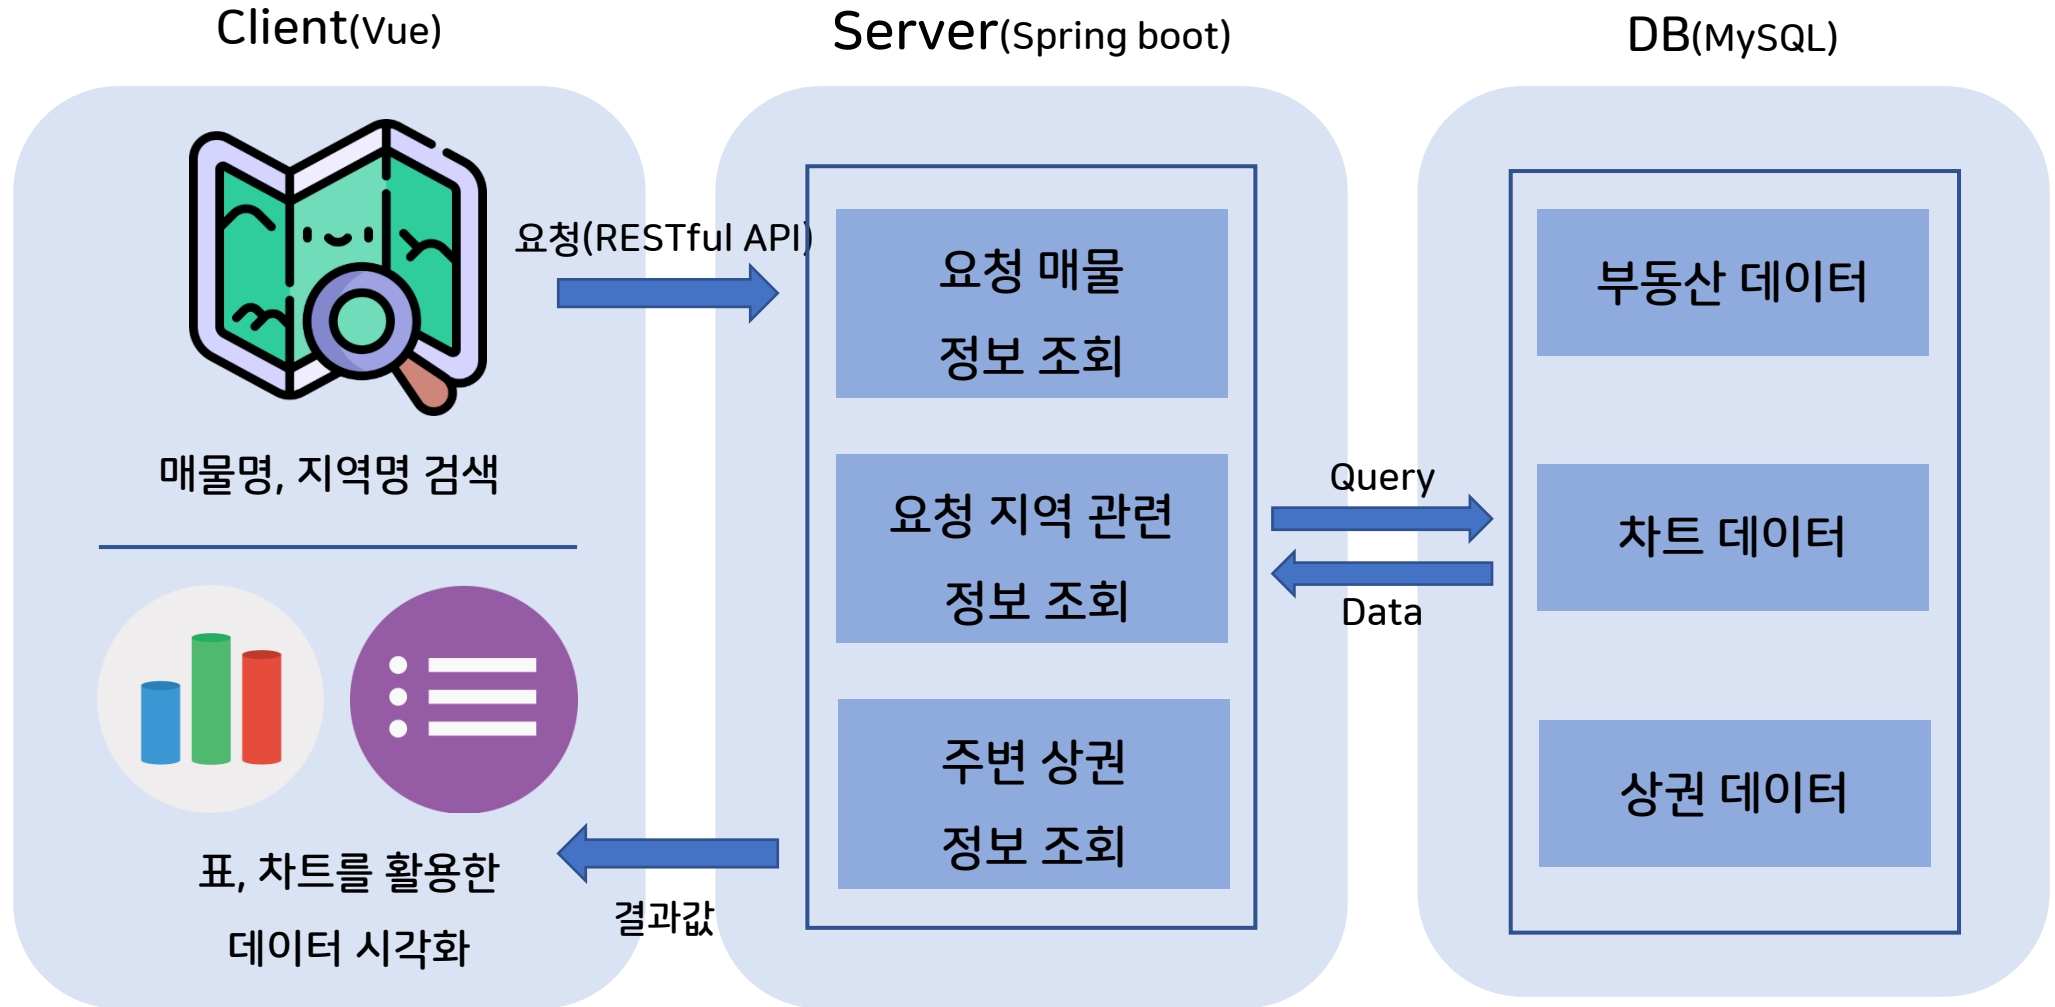 Client(Vue)
매물명, 지역명 검색
표, 차트를 활용한
데이터 시각화
요청(RESTful API)
결과값
Server(Spring boot)
요청 매물
정보 조회
요청 지역 관련
정보 조회
주변 상권
정보 조회
Query
Data
DB(MySQL)
부동산 데이터
차트 데이터
상권 데이터